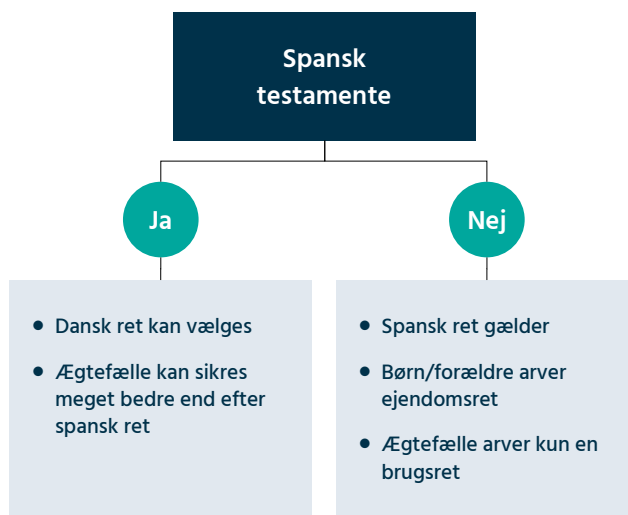 Spansk
testamente
Ja
Nej
• Dansk ret kan vælges
• Ægtefælle kan sikres
meget bedre end efter
spansk ret
• Spansk ret gælder
• Børn/forældre arver
ejendomsret
• Ægtefælle arver kun en
brugsret